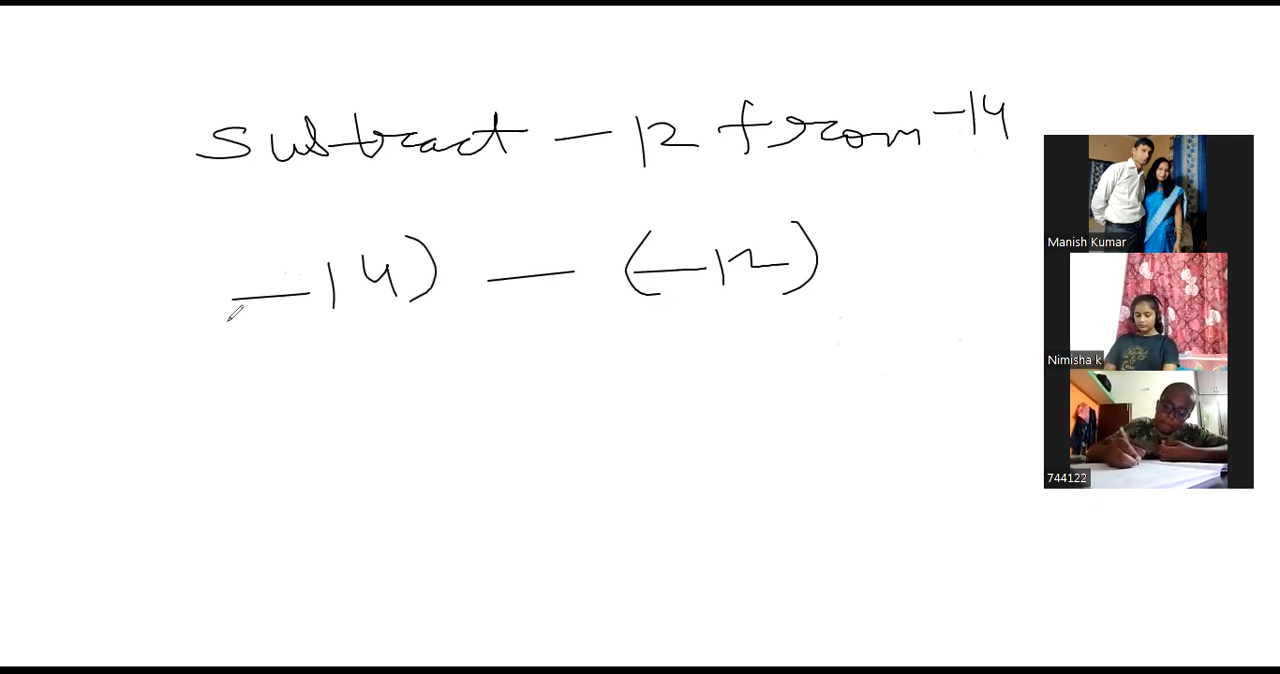 subtract - 12 from -14
-14) - (-12)
Manish Kumar
Nimisha k
744122